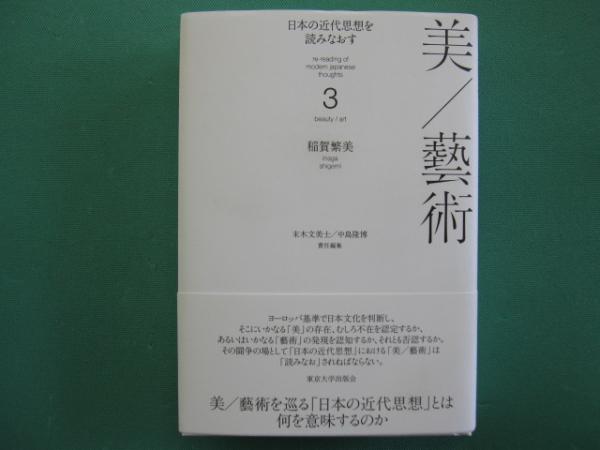 美／藝術
日本の近代思想を
読みなおす
re-reading of
modern japanese
thoughts
3
beauty / art
稲賀繁美
inaga
shigemi
末木文美士／中島隆博
責任編集
ヨーロッパ基準で日本文化を判断し、
そこにいかなる「美」の存在、むしろ不在を認定するか、
あるいはいかなる「藝術」の発現を認知するか、それとも否認するか。
その闘争の場として「日本の近代思想」における「美／藝術」は
「読みなお」されねばならない。
東京大学出版会
美／藝術を巡る「日本の近代思想」とは
何を意味するのか